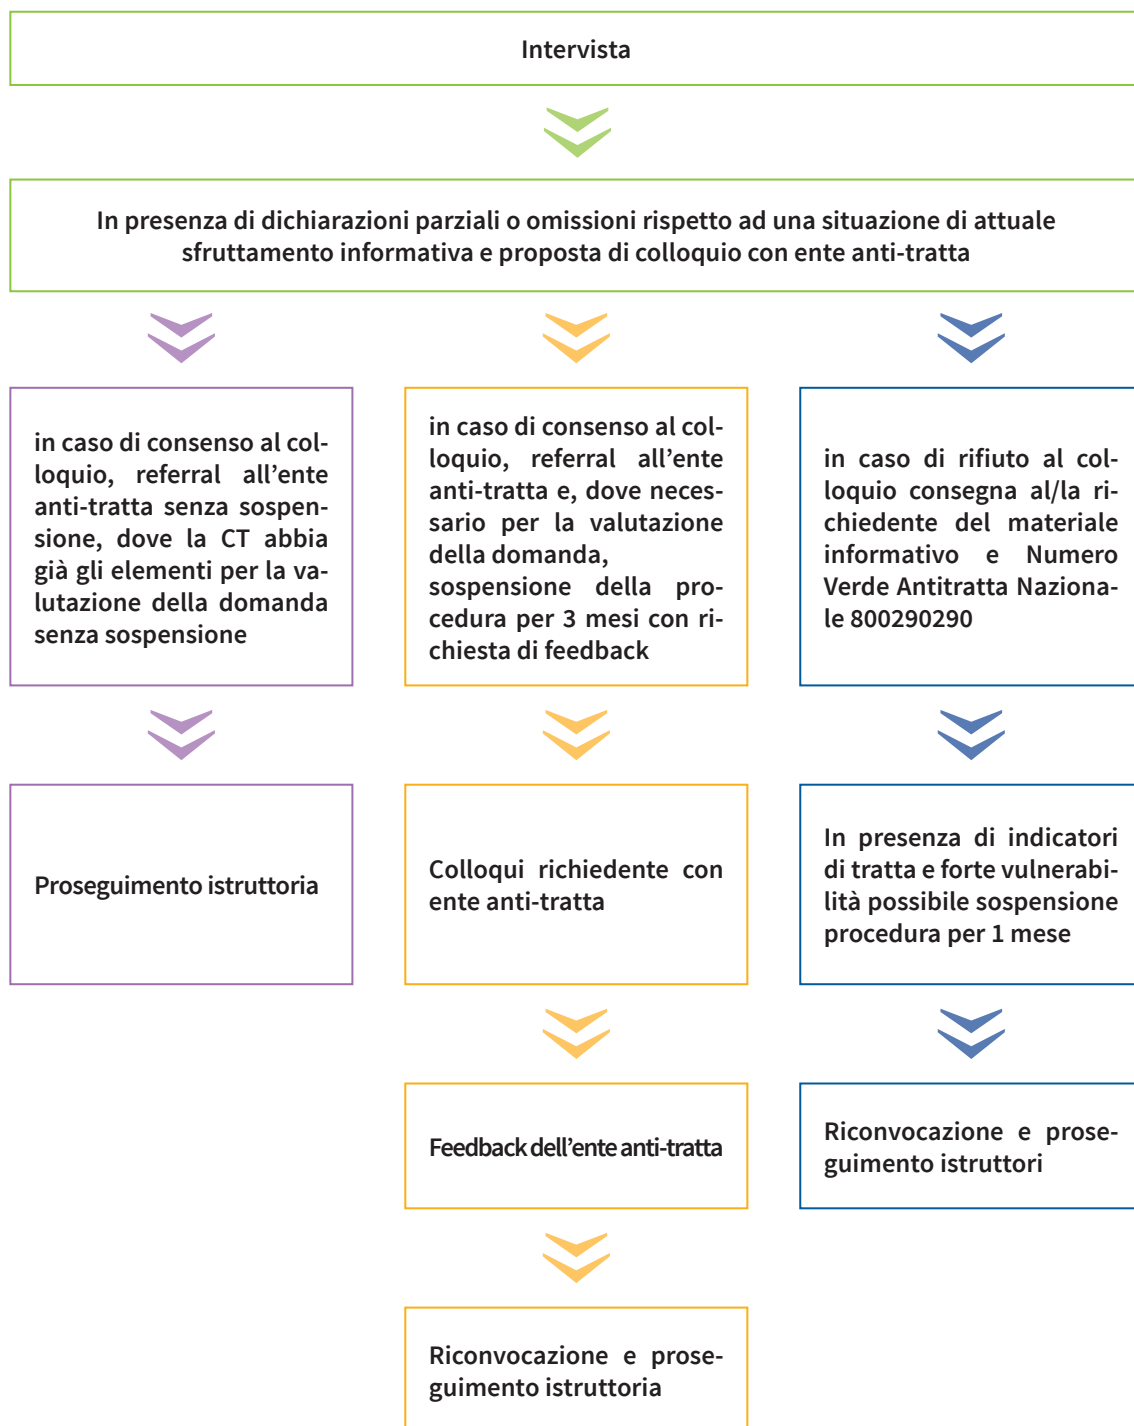 Intervista
In presenza di dichiarazioni parziali o omissioni rispetto ad una situazione di attuale
sfruttamento informativa e proposta di colloquio con ente anti-tratta
in caso di consenso al col-
loquio, referral all’ente
anti-tratta senza sospen-
sione, dove la CT abbia
già gli elementi per la va-
lutazione della domanda
senza sospensione
in caso di consenso al col-
loquio, referral all’ente
anti-tratta e, dove neces-
sario per la valutazione
della domanda,
sospensione della pro-
cedura per 3 mesi con ri-
chiesta di feedback
in caso di rifiuto al col-
loquio consegna al/la ri-
chiedente del materiale
informativo e Numero
Verde Antitratta Naziona-
le 800290290
Proseguimento istruttoria
Colloqui richiedente con
ente anti-tratta
In presenza di indicatori
di tratta e forte vulnerabi-
lità possibile sospensione
procedura per 1 mese
Feedback dell’ente anti-tratta
Riconvocazione e prose-
guimento istruttori
Riconvocazione e prose-
guimento istruttoria